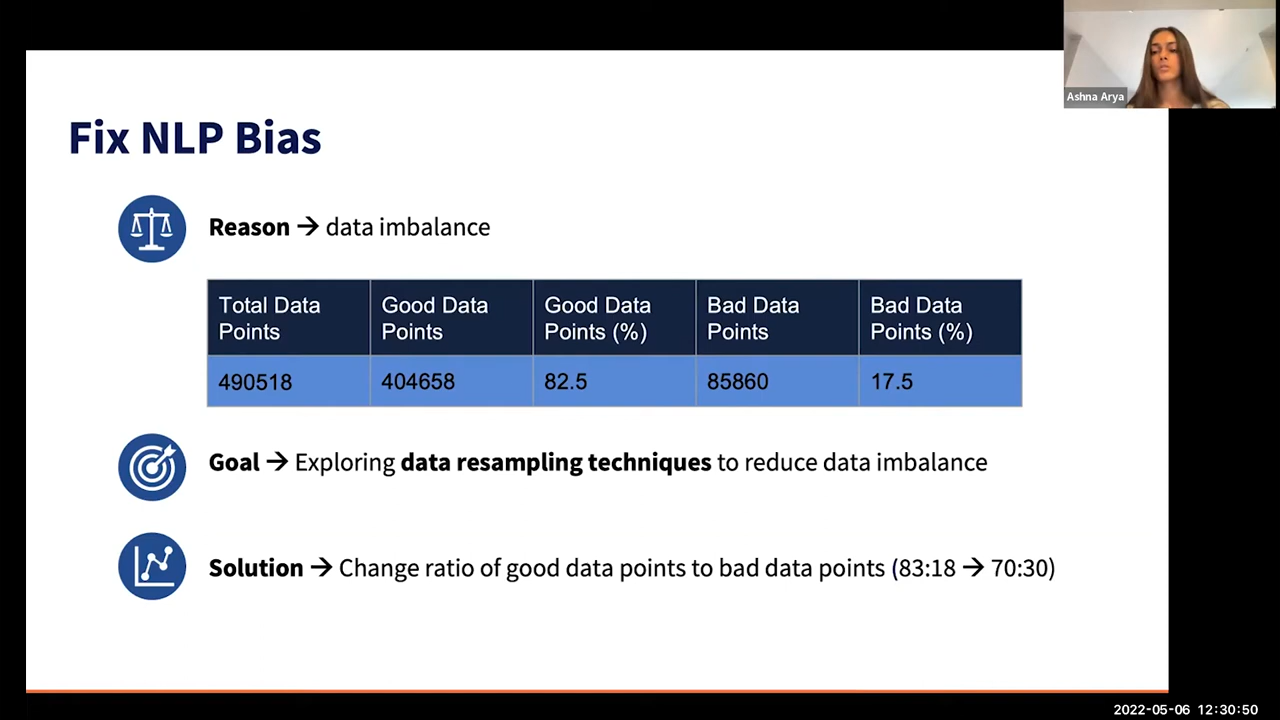 Ashna Arya
Fix NLP Bias
Reason → data imbalance
Total Data Points
Good Data Points
Good Data Points (%)
Bad Data Points
Bad Data Points (%)
490518
404658
82.5
85860
17.5
Goal → Exploring data resampling techniques to reduce data imbalance
Solution → Change ratio of good data points to bad data points (83:18 → 70:30)
2022-05-06 12:30:50